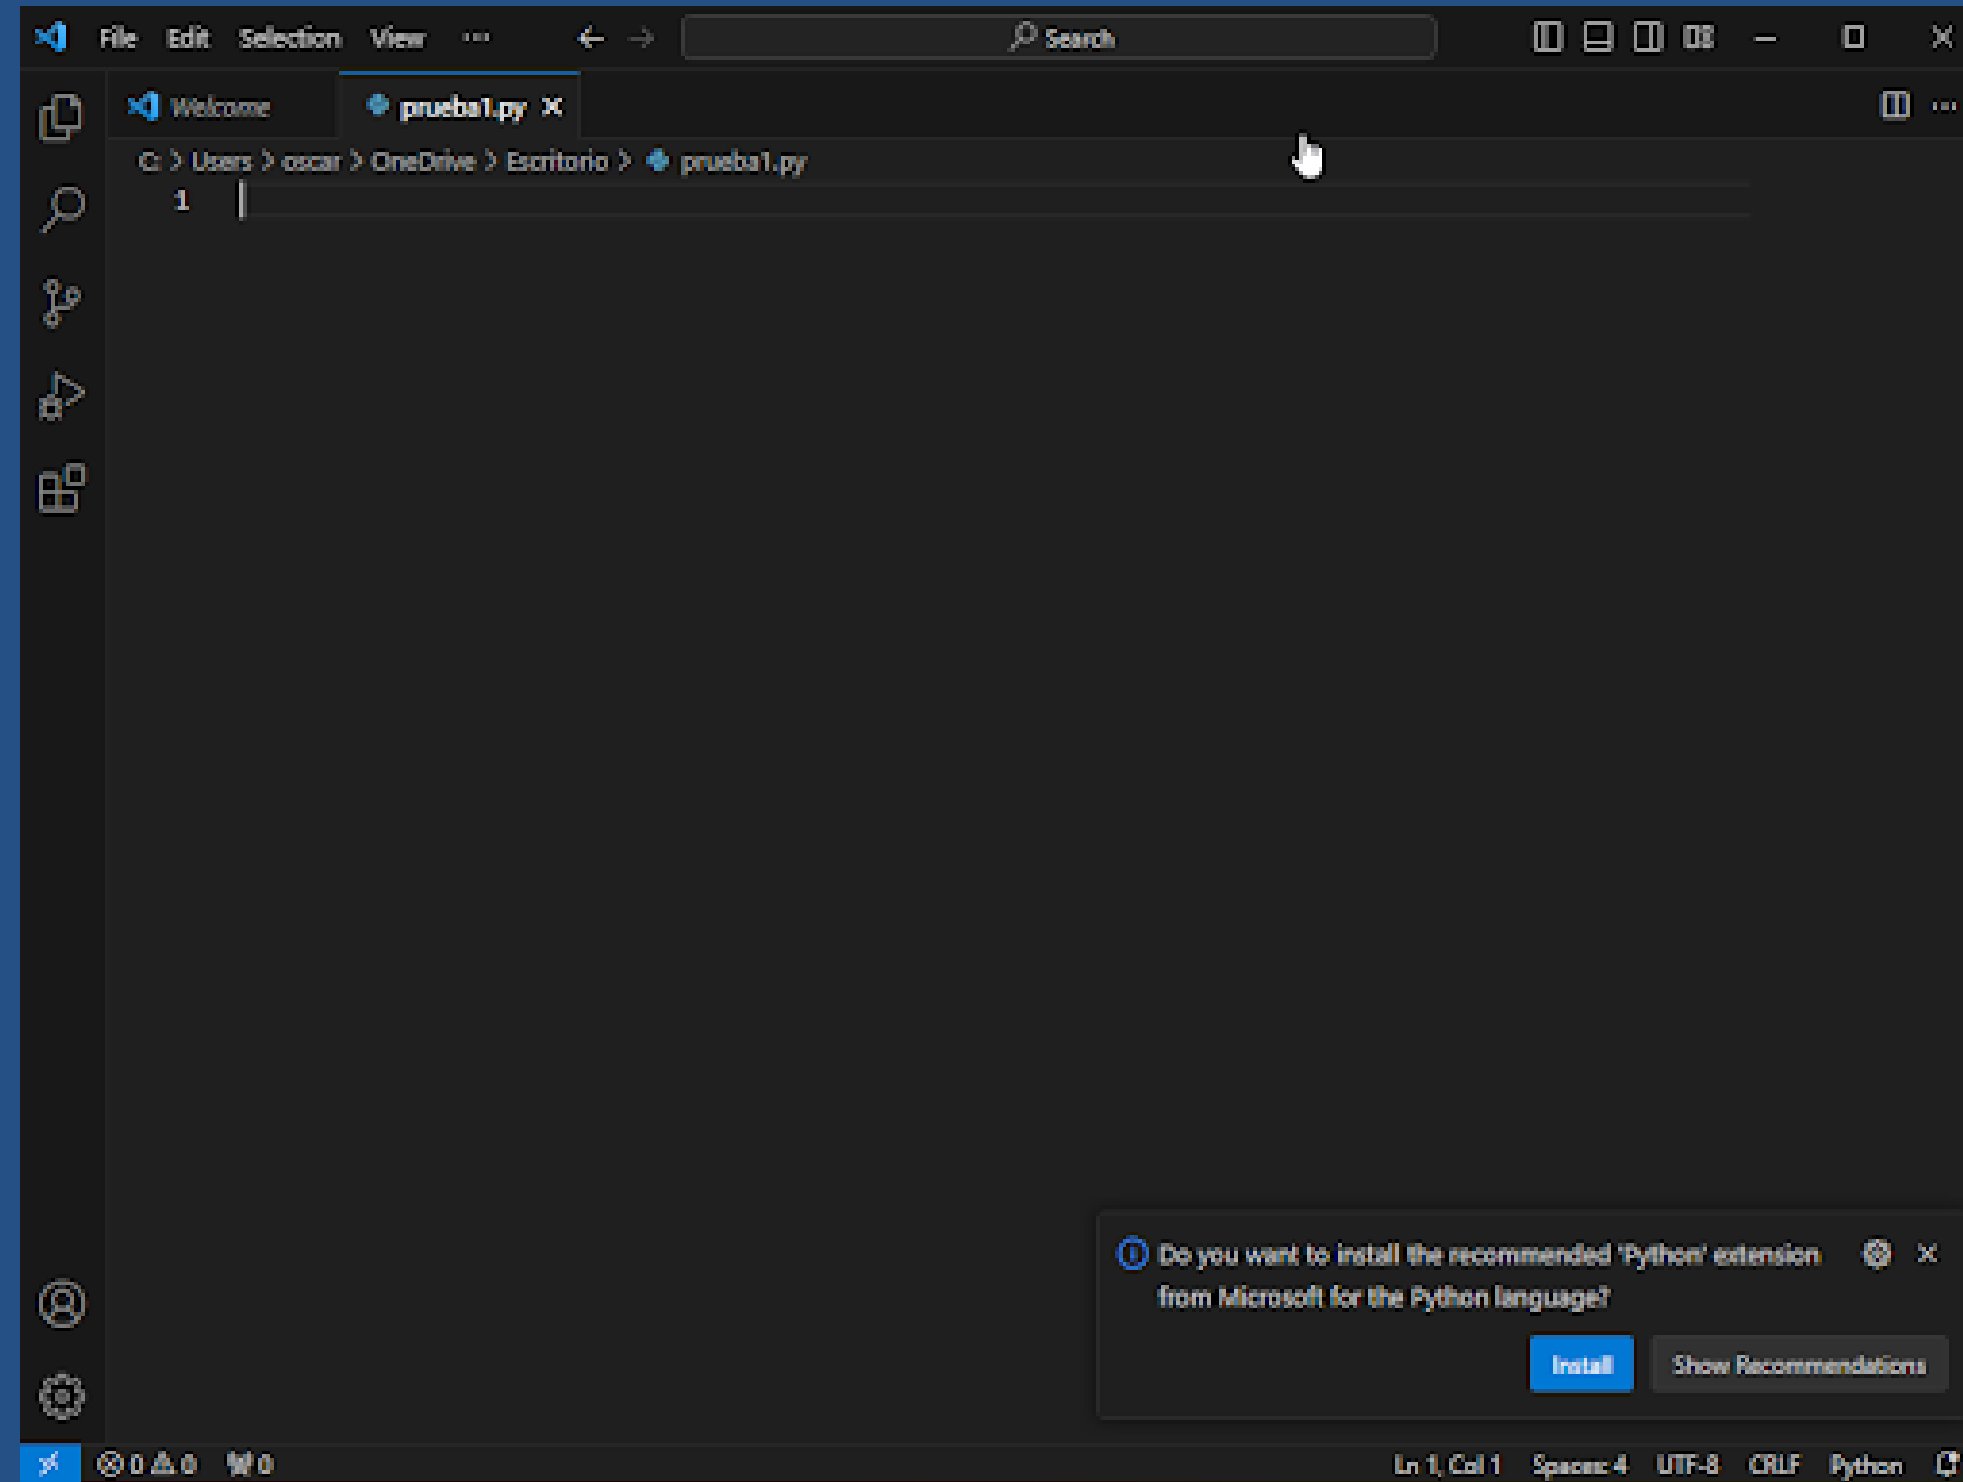 File Edit Selection View ··· Search
Welcome prueba1.py
C: > Users > oscar > OneDrive > Escritorio > prueba1.py
1
Do you want to install the recommended 'Python' extension
from Microsoft for the Python language?
Install Show Recommendations
0 0 0 Ln 1, Col 1 Spaces: 4 UTF-8 CRLF Python